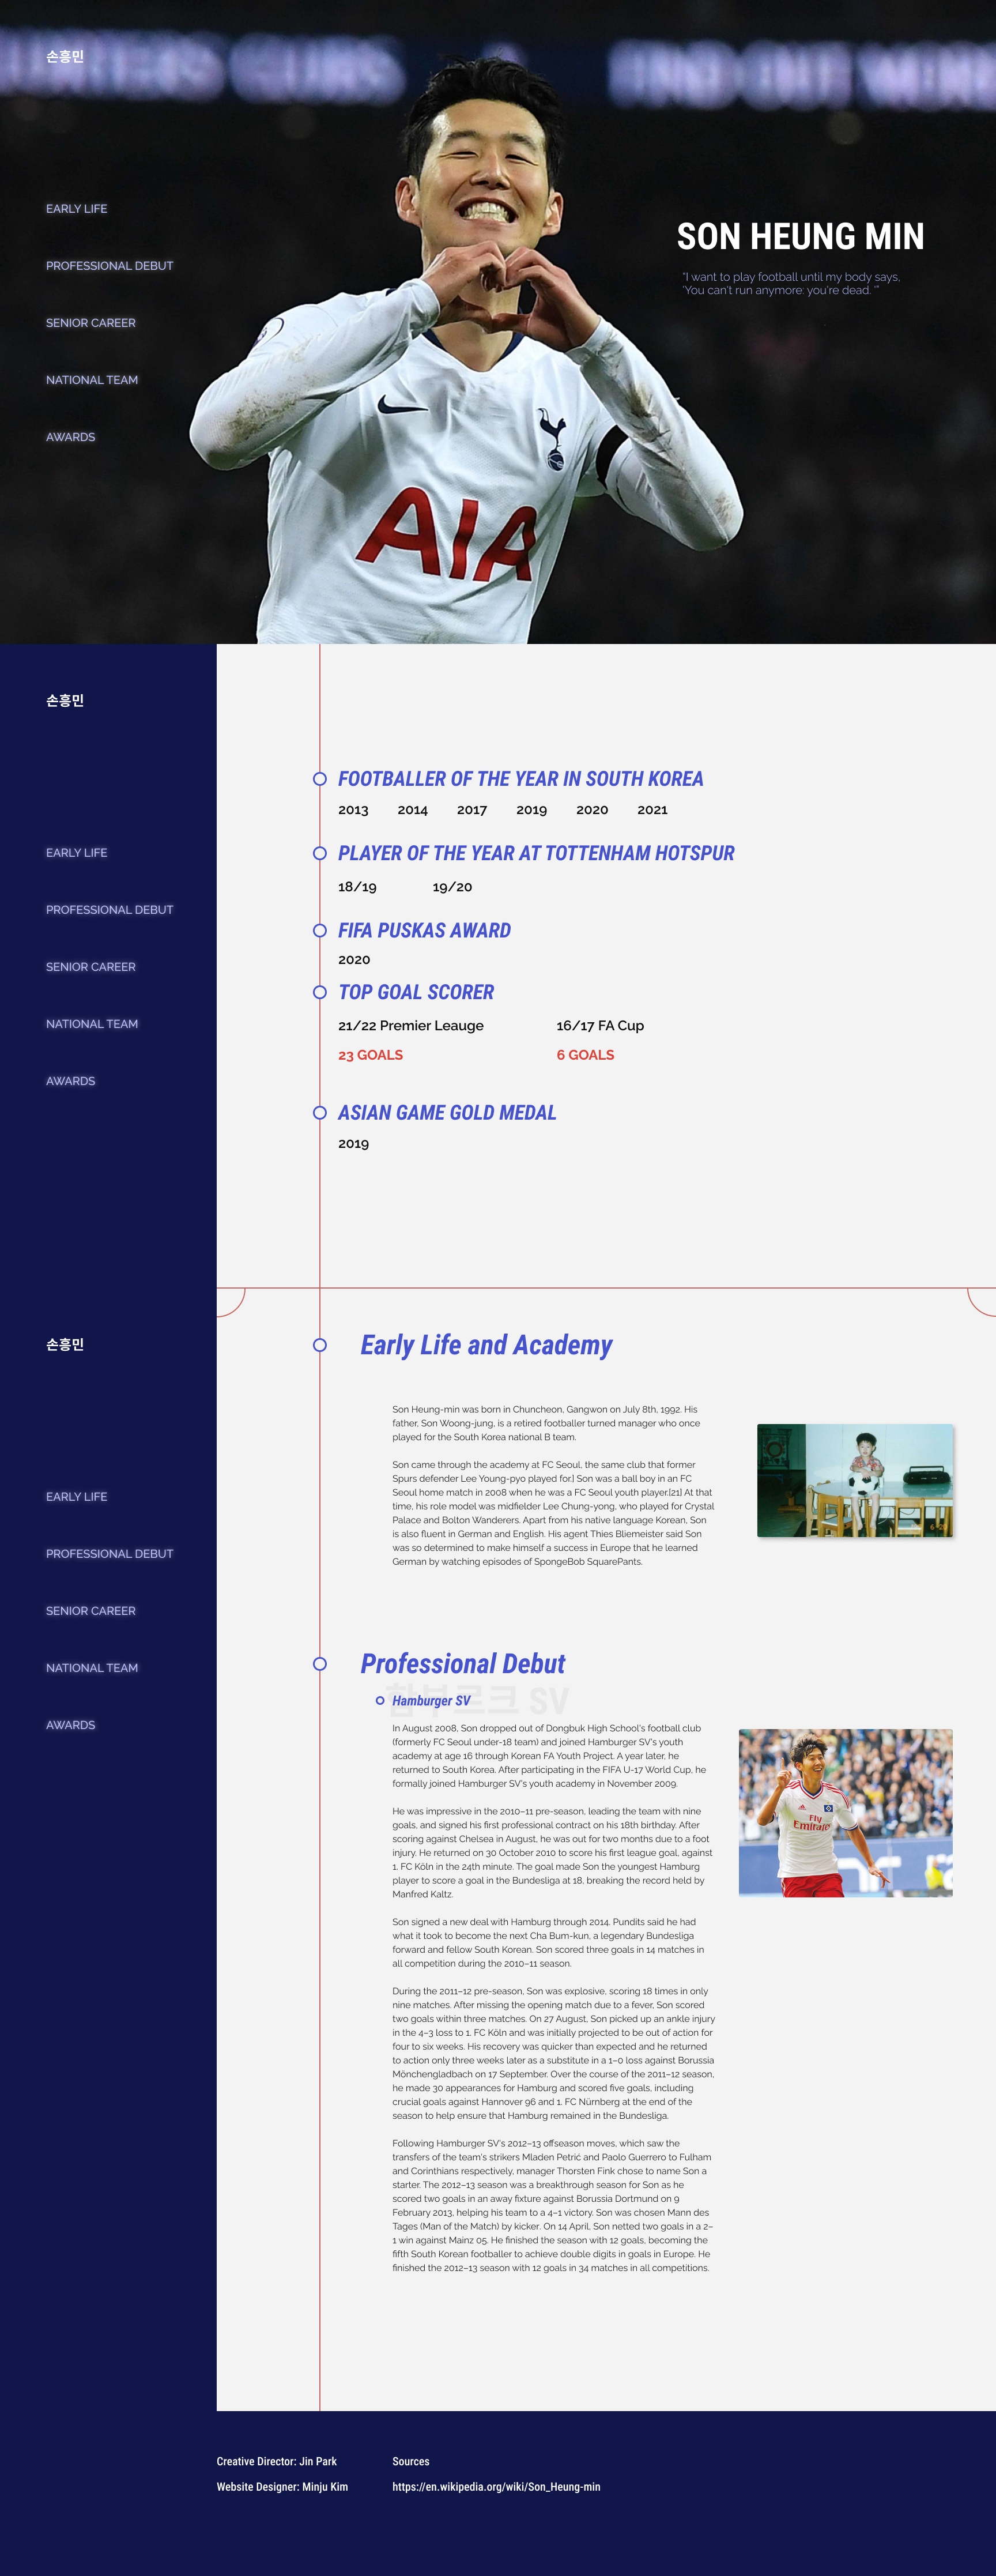 손흥민
EARLY LIFE
PROFESSIONAL DEBUT
SENIOR CAREER
NATIONAL TEAM
AWARDS
SON HEUNG MIN
"I want to play football until my body says,
'You can't run anymore: you're dead. '"
AIA
손흥민
EARLY LIFE
PROFESSIONAL DEBUT
SENIOR CAREER
NATIONAL TEAM
AWARDS
FOOTBALLER OF THE YEAR IN SOUTH KOREA
2013 2014 2017 2019 2020 2021
PLAYER OF THE YEAR AT TOTTENHAM HOTSPUR
18/19 19/20
FIFA PUSKAS AWARD
2020
TOP GOAL SCORER
21/22 Premier Leauge 16/17 FA Cup
23 GOALS 6 GOALS
ASIAN GAME GOLD MEDAL
2019
손흥민
EARLY LIFE
PROFESSIONAL DEBUT
SENIOR CAREER
NATIONAL TEAM
AWARDS
Early Life and Academy
Son Heung-min was born in Chuncheon, Gangwon on July 8th, 1992. His
father, Son Woong-jung, is a retired footballer turned manager who once
played for the South Korea national B team.
Son came through the academy at FC Seoul, the same club that former
Spurs defender Lee Young-pyo played for.] Son was a ball boy in an FC
Seoul home match in 2008 when he was a FC Seoul youth player.[21] At that
time, his role model was midfielder Lee Chung-yong, who played for Crystal
Palace and Bolton Wanderers. Apart from his native language Korean, Son
is also fluent in German and English. His agent Thies Bliemeister said Son
was so determined to make himself a success in Europe that he learned
German by watching episodes of SpongeBob SquarePants.
Professional Debut
함부르크 SV
Hamburger SV
In August 2008, Son dropped out of Dongbuk High School's football club
(formerly FC Seoul under-18 team) and joined Hamburger SV's youth
academy at age 16 through Korean FA Youth Project. A year later, he
returned to South Korea. After participating in the FIFA U-17 World Cup, he
formally joined Hamburger SV's youth academy in November 2009.
He was impressive in the 2010–11 pre-season, leading the team with nine
goals, and signed his first professional contract on his 18th birthday. After
scoring against Chelsea in August, he was out for two months due to a foot
injury. He returned on 30 October 2010 to score his first league goal, against
1. FC Köln in the 24th minute. The goal made Son the youngest Hamburg
player to score a goal in the Bundesliga at 18, breaking the record held by
Manfred Kaltz.
Son signed a new deal with Hamburg through 2014. Pundits said he had
what it took to become the next Cha Bum-kun, a legendary Bundesliga
forward and fellow South Korean. Son scored three goals in 14 matches in
all competition during the 2010–11 season.
During the 2011–12 pre-season, Son was explosive, scoring 18 times in only
nine matches. After missing the opening match due to a fever, Son scored
two goals within three matches. On 27 August, Son picked up an ankle injury
in the 4–3 loss to 1. FC Köln and was initially projected to be out of action for
four to six weeks. His recovery was quicker than expected and he returned
to action only three weeks later as a substitute in a 1–0 loss against Borussia
Mönchengladbach on 17 September. Over the course of the 2011–12 season,
he made 30 appearances for Hamburg and scored five goals, including
crucial goals against Hannover 96 and 1. FC Nürnberg at the end of the
season to help ensure that Hamburg remained in the Bundesliga.
Following Hamburger SV's 2012–13 offseason moves, which saw the
transfers of the team's strikers Mladen Petrić and Paolo Guerrero to Fulham
and Corinthians respectively, manager Thorsten Fink chose to name Son a
starter. The 2012–13 season was a breakthrough season for Son as he
scored two goals in an away fixture against Borussia Dortmund on 9
February 2013, helping his team to a 4–1 victory. Son was chosen Mann des
Tages (Man of the Match) by kicker. On 14 April, Son netted two goals in a 2–
1 win against Mainz 05. He finished the season with 12 goals, becoming the
fifth South Korean footballer to achieve double digits in goals in Europe. He
finished the 2012–13 season with 12 goals in 34 matches in all competitions.
Fly
Emirates
Creative Director: Jin Park
Website Designer: Minju Kim
Sources
https://en.wikipedia.org/wiki/Son_Heung-min